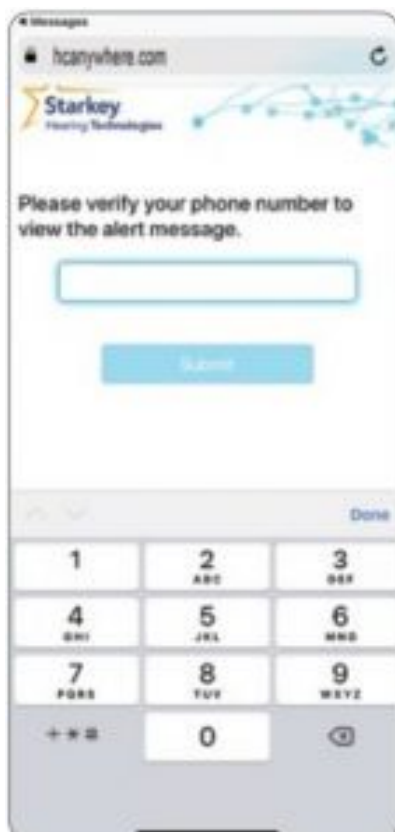 Messages
hcanywhere.com
Starkey
Hearing Technologies
Please verify your phone number to
view the alert message.
Submit
Done
1 2 3
ABC DEF
4 5 6
GHI JKL MNO
7 8 9
PQRS TUV WXYZ
+ * # 0